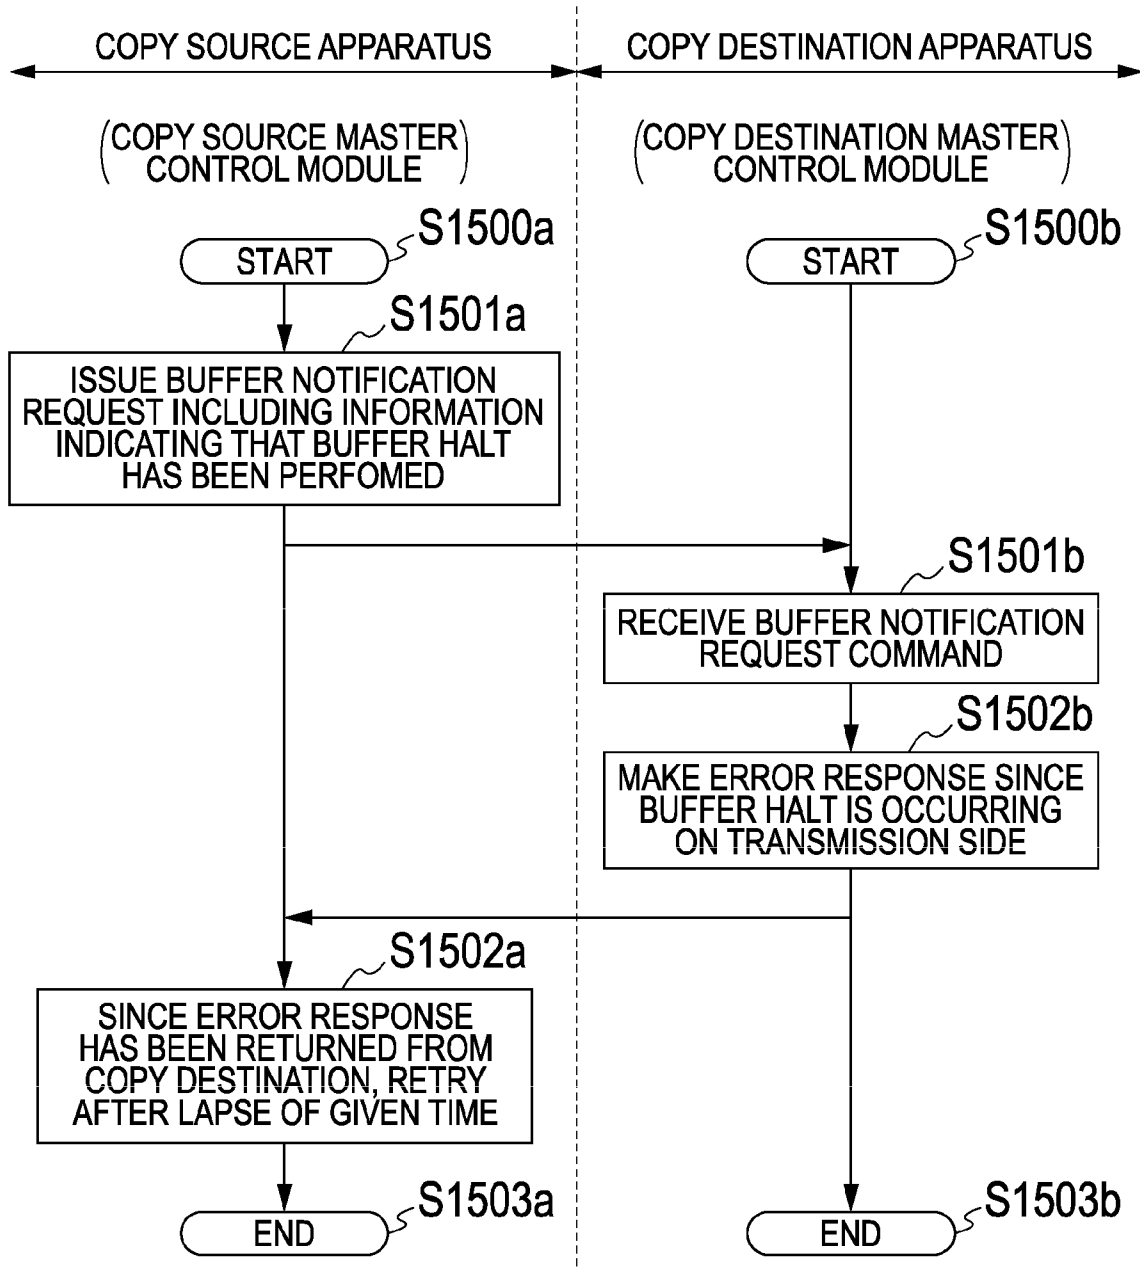 COPY SOURCE APPARATUS
COPY DESTINATION APPARATUS
(COPY SOURCE MASTER
CONTROL MODULE)
(COPY DESTINATION MASTER
CONTROL MODULE)
S1500a
START
S1500b
START
S1501a
ISSUE BUFFER NOTIFICATION
REQUEST INCLUDING INFORMATION
INDICATING THAT BUFFER HALT
HAS BEEN PERFOMED
S1501b
RECEIVE BUFFER NOTIFICATION
REQUEST COMMAND
S1502b
MAKE ERROR RESPONSE SINCE
BUFFER HALT IS OCCURRING
ON TRANSMISSION SIDE
S1502a
SINCE ERROR RESPONSE
HAS BEEN RETURNED FROM
COPY DESTINATION, RETRY
AFTER LAPSE OF GIVEN TIME
S1503a
END
S1503b
END